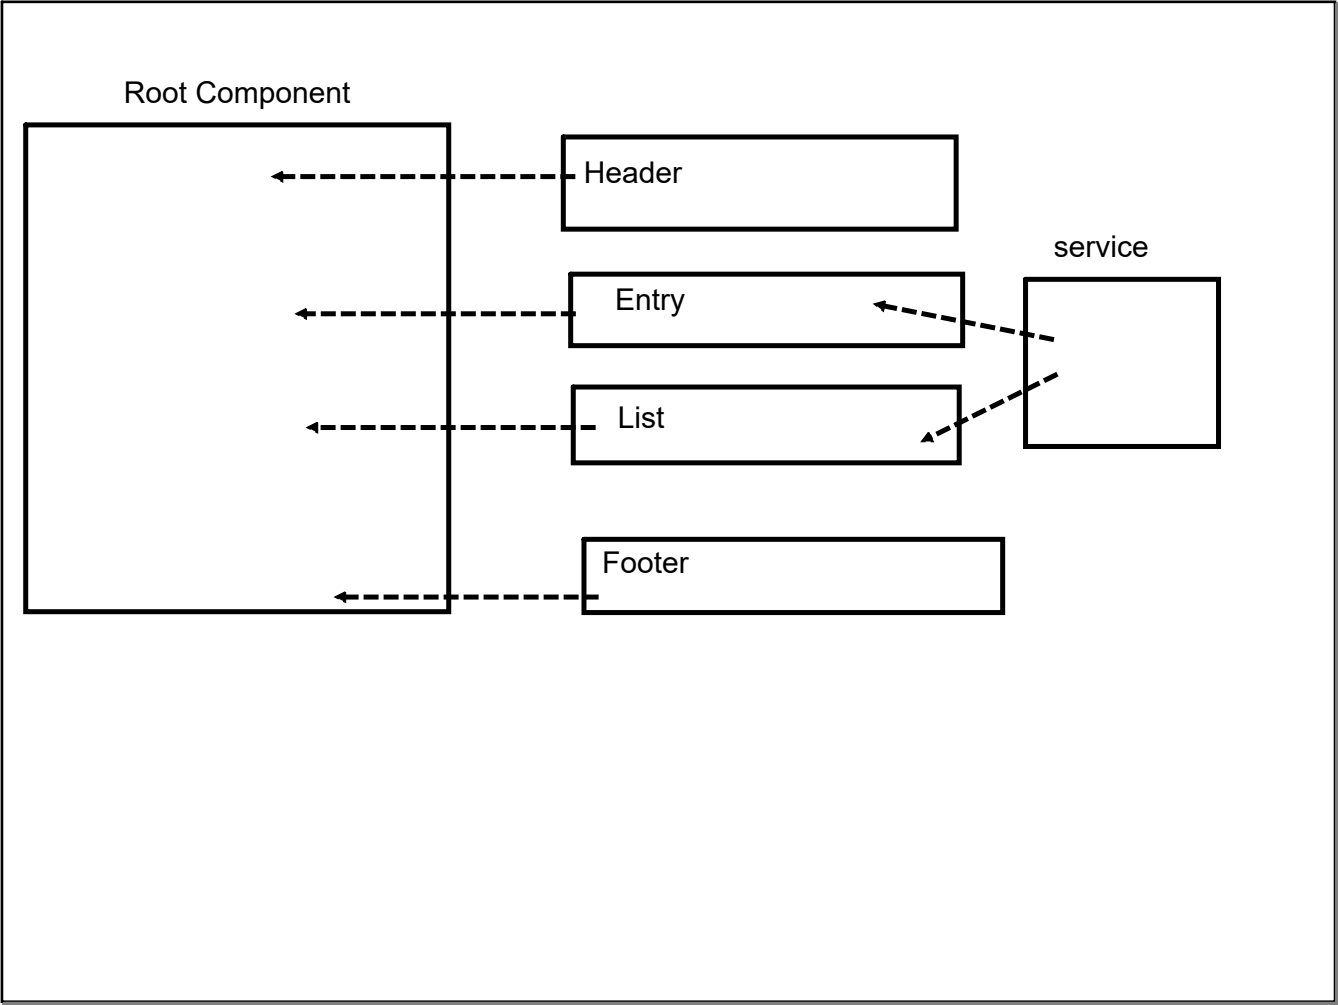 Root Component
Header
service
Entry
List
Footer